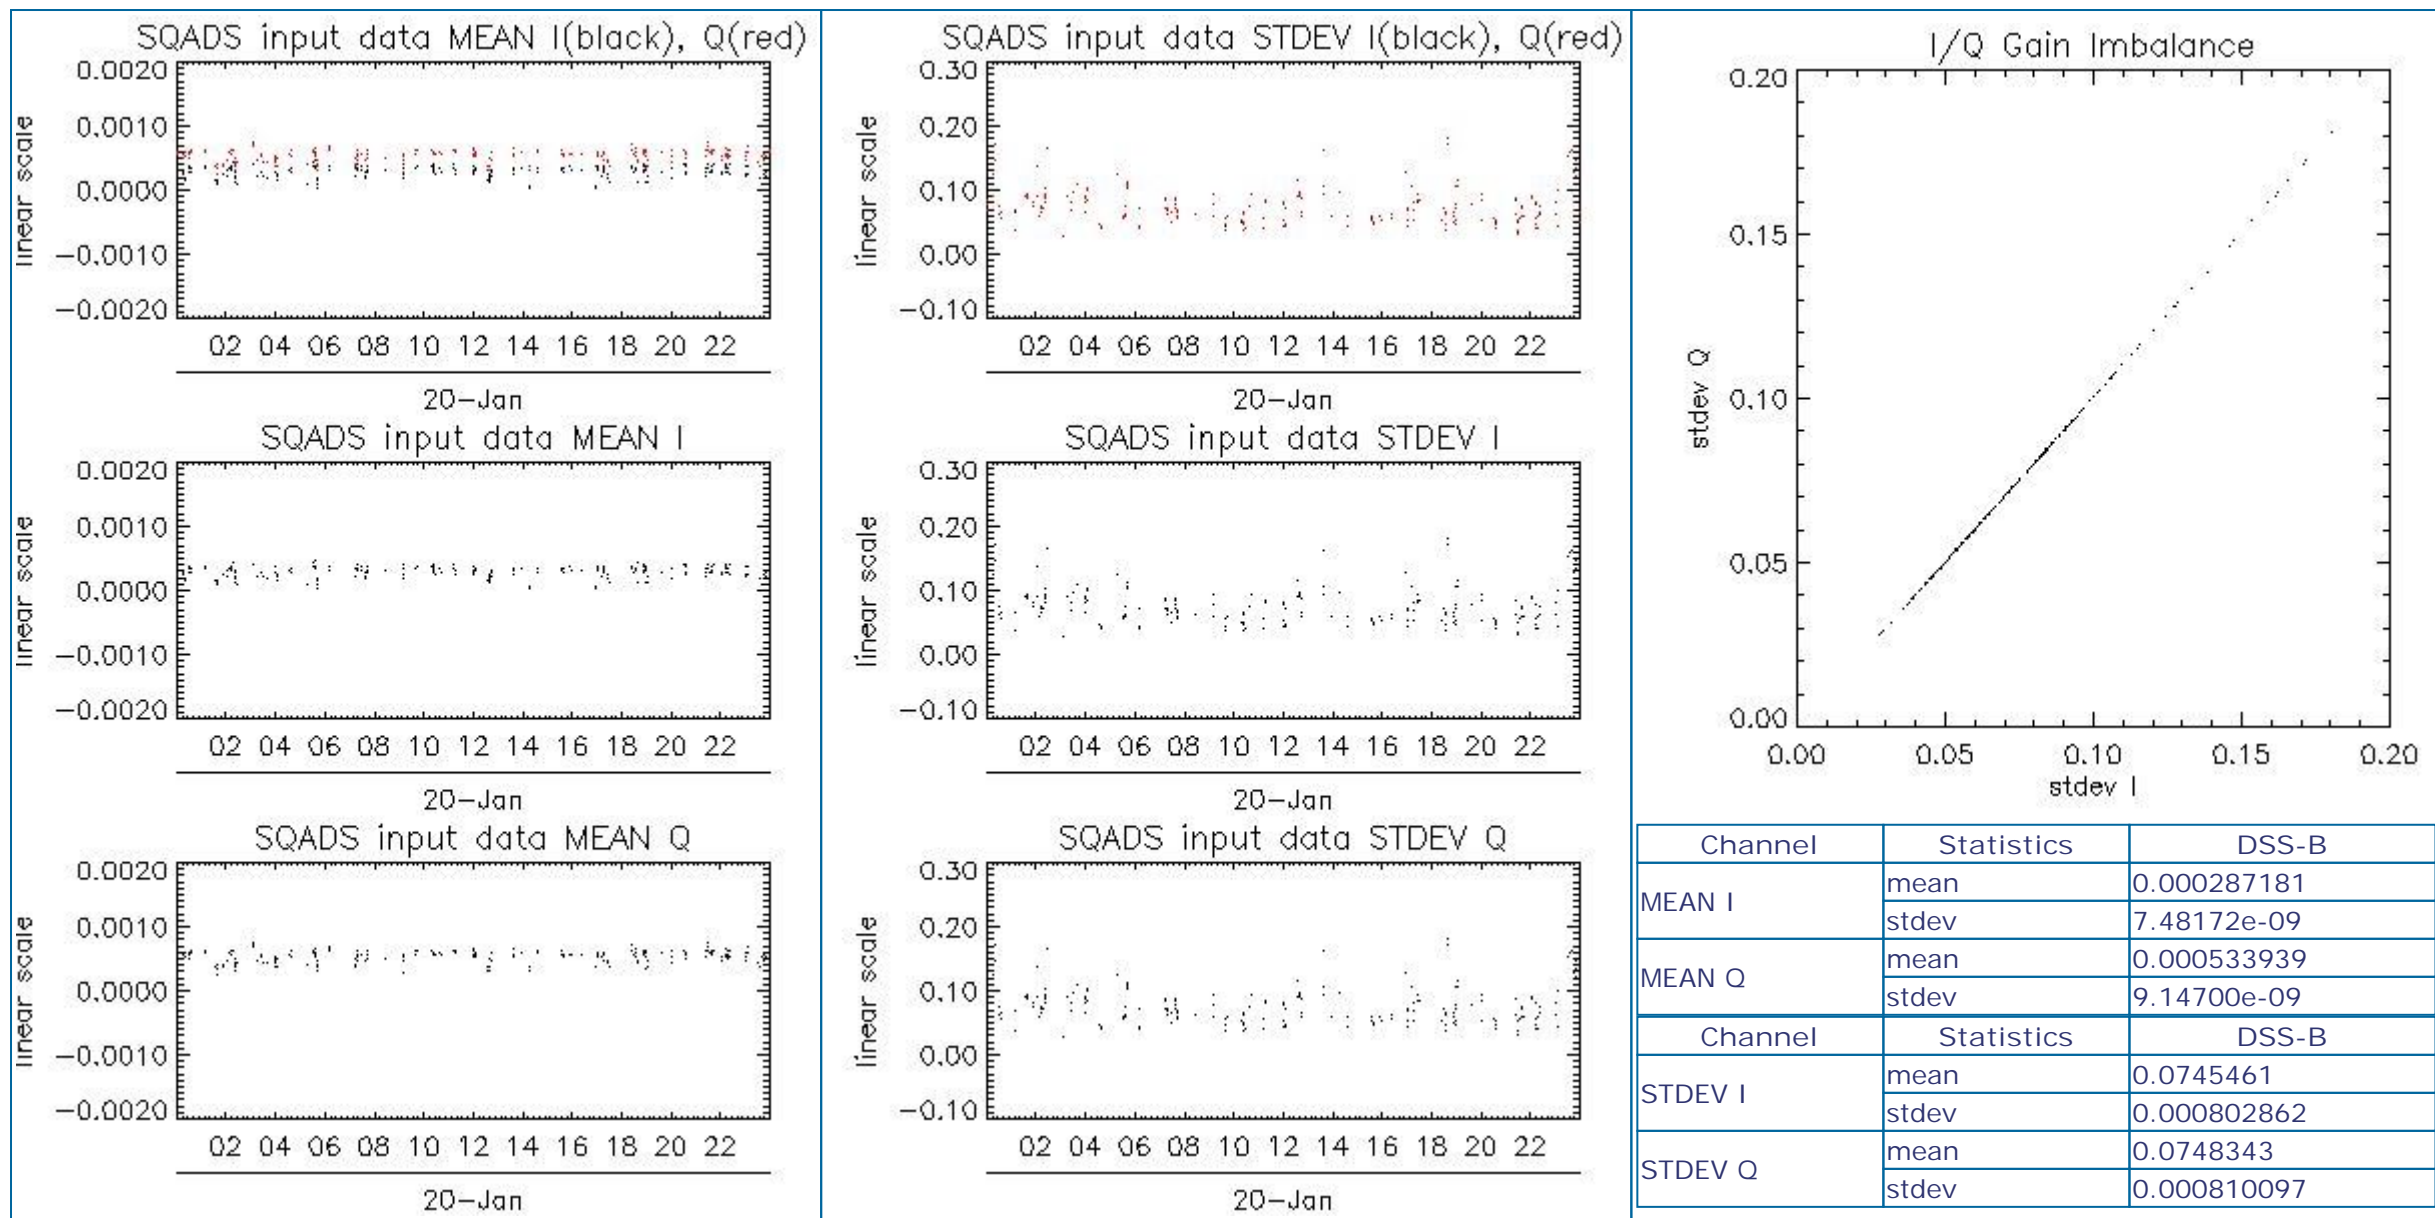 SQADS input data MEAN I(black), Q(red)
0.0020
0.0010
0.0000
−0.0010
−0.0020
linear scale
02 04 06 08 10 12 14 16 18 20 22
20−Jan
SQADS input data MEAN I
0.0020
0.0010
0.0000
−0.0010
−0.0020
linear scale
02 04 06 08 10 12 14 16 18 20 22
20−Jan
SQADS input data MEAN Q
0.0020
0.0010
0.0000
−0.0010
−0.0020
linear scale
02 04 06 08 10 12 14 16 18 20 22
20−Jan
SQADS input data STDEV I(black), Q(red)
0.30
0.20
0.10
0.00
−0.10
linear scale
02 04 06 08 10 12 14 16 18 20 22
20−Jan
SQADS input data STDEV I
0.30
0.20
0.10
0.00
−0.10
linear scale
02 04 06 08 10 12 14 16 18 20 22
20−Jan
SQADS input data STDEV Q
0.30
0.20
0.10
0.00
−0.10
linear scale
02 04 06 08 10 12 14 16 18 20 22
20−Jan
I/Q Gain Imbalance
0.20
0.15
0.10
0.05
0.00
stdev Q
0.00 0.05 0.10 0.15 0.20
stdev I
Channel Statistics DSS-B
MEAN I mean 0.000287181
stdev 7.48172e-09
MEAN Q mean 0.000533939
stdev 9.14700e-09
Channel Statistics DSS-B
STDEV I mean 0.0745461
stdev 0.000802862
STDEV Q mean 0.0748343
stdev 0.000810097